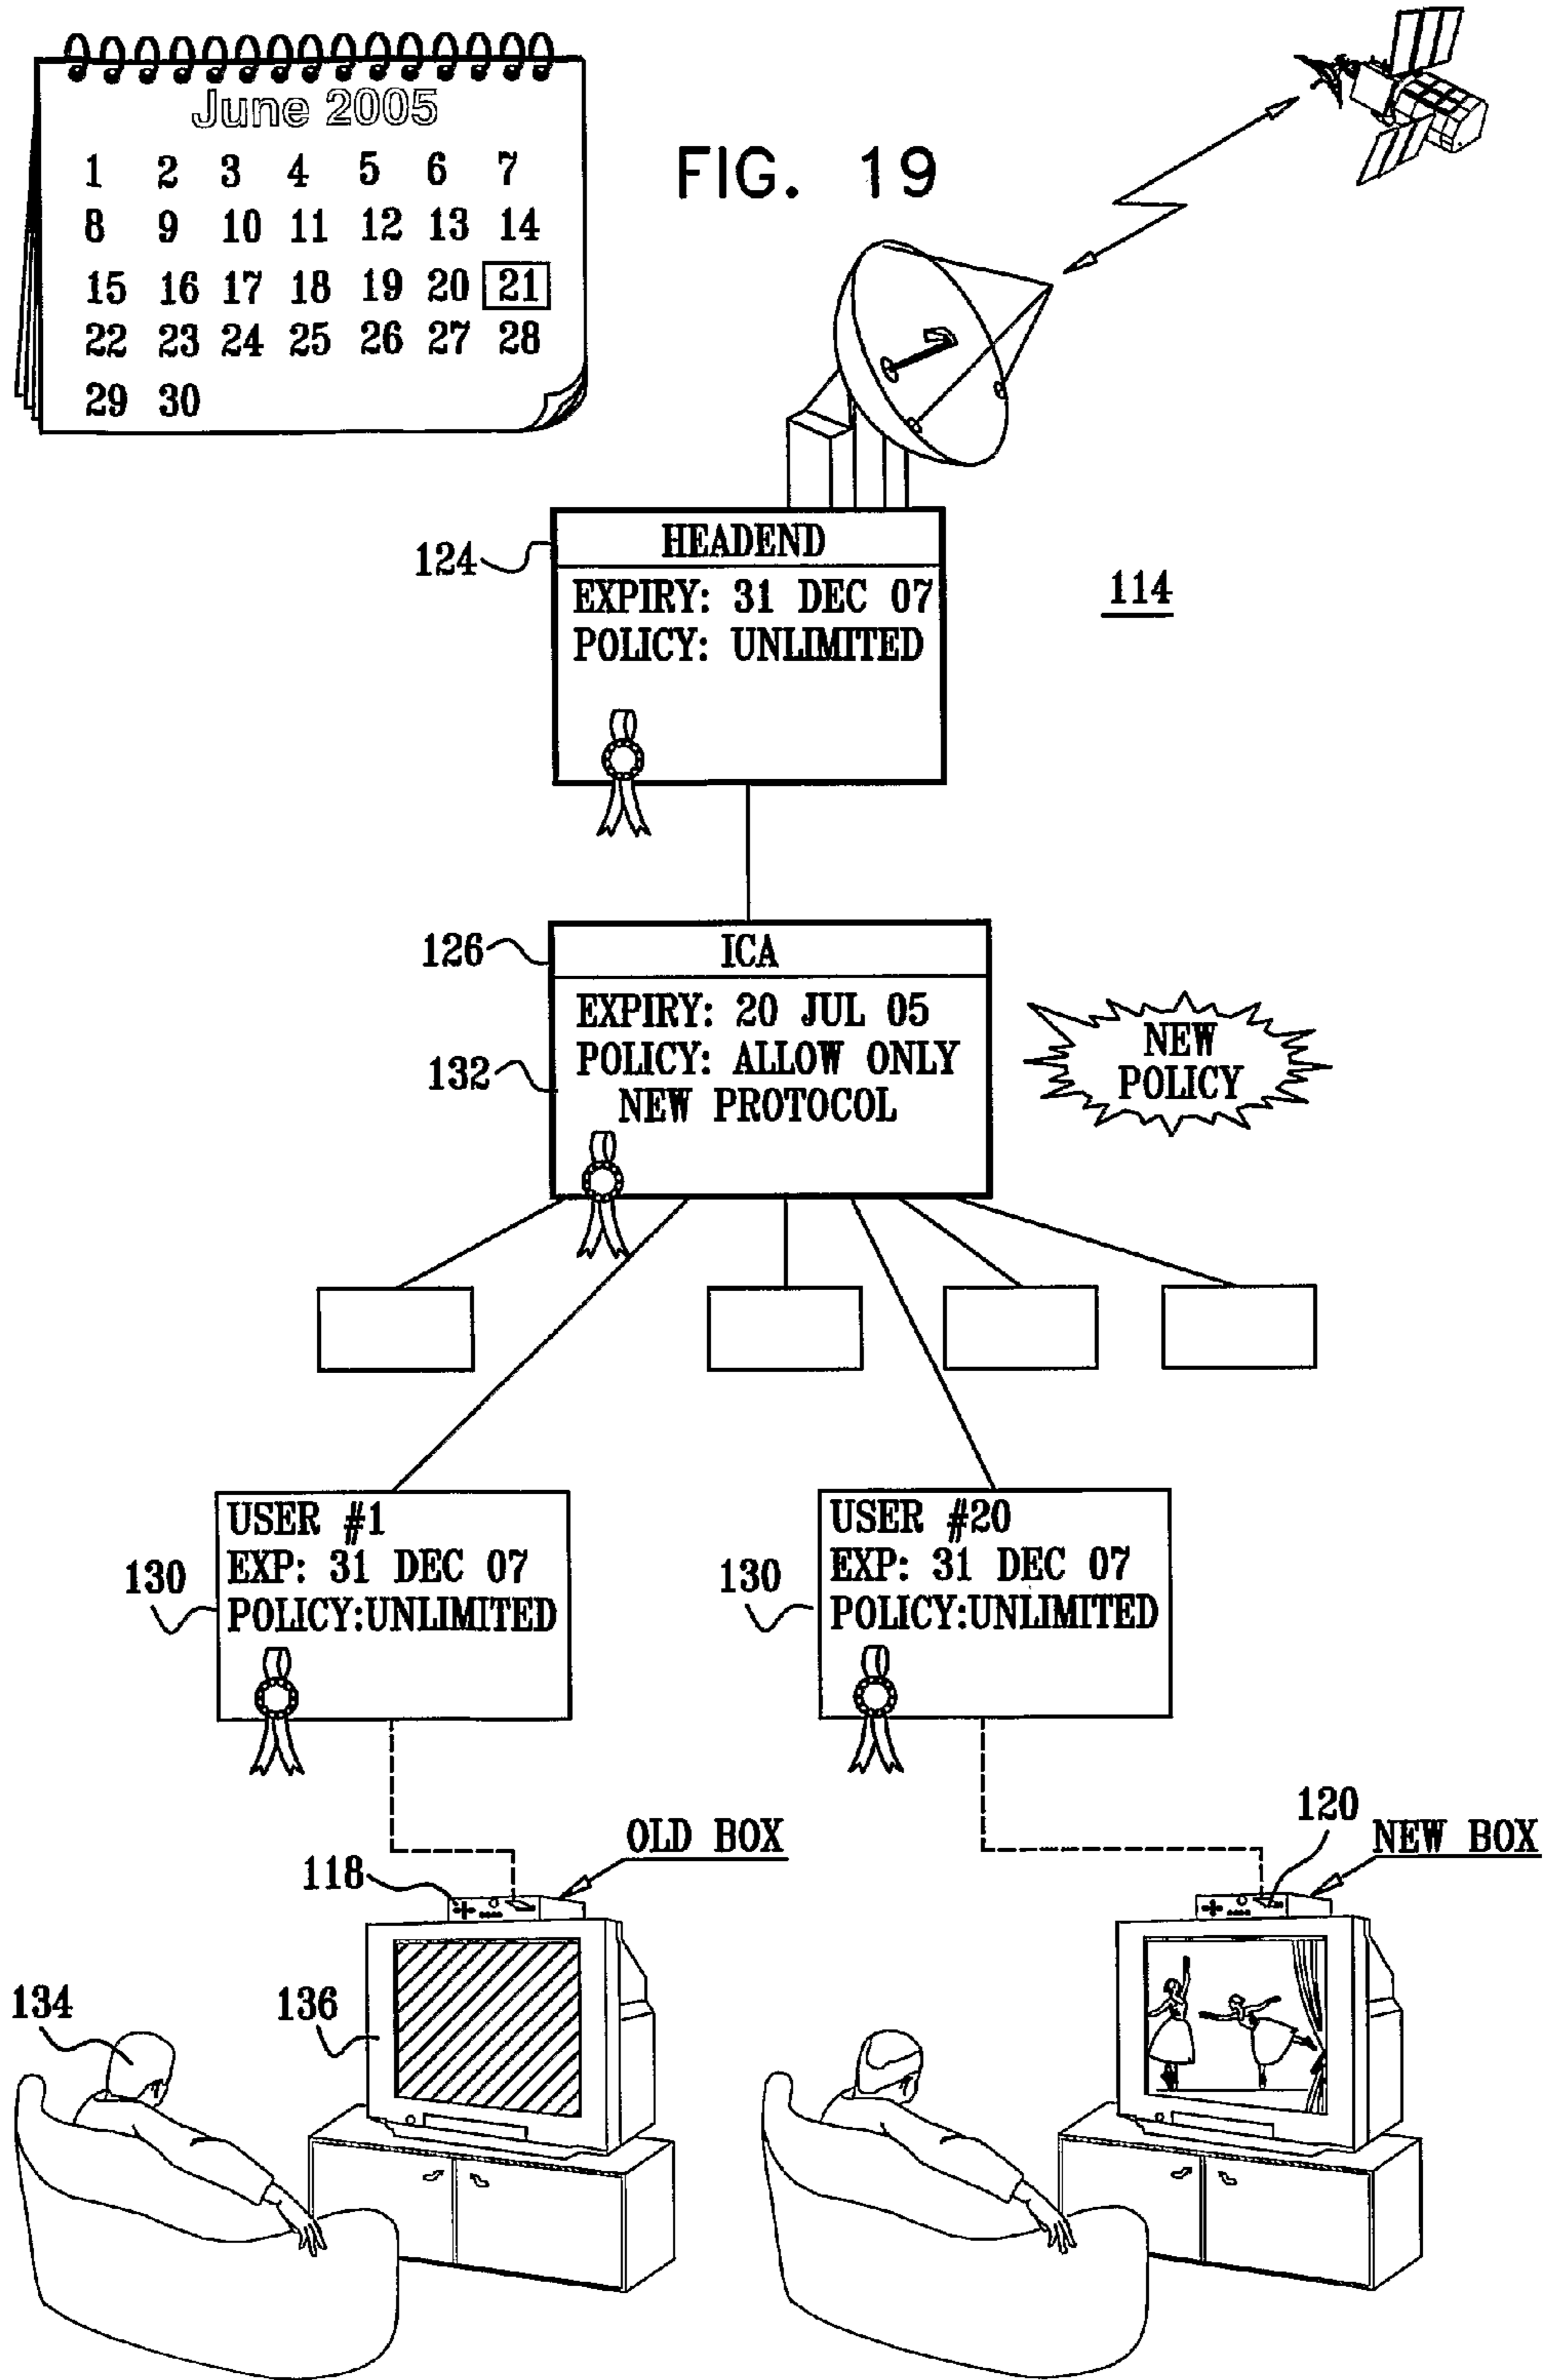 June 2005
1 2 3 4 5 6 7
8 9 10 11 12 13 14
15 16 17 18 19 20 21
22 23 24 25 26 27 28
29 30
FIG. 19
HEADEND
124
EXPIRY: 31 DEC 07
POLICY: UNLIMITED
114
126
ICA
EXPIRY: 20 JUL 05
132
POLICY: ALLOW ONLY
NEW PROTOCOL
NEW
POLICY
USER #1
EXP: 31 DEC 07
130
POLICY:UNLIMITED
USER #20
EXP: 31 DEC 07
130
POLICY:UNLIMITED
118
OLD BOX
120
NEW BOX
134
136